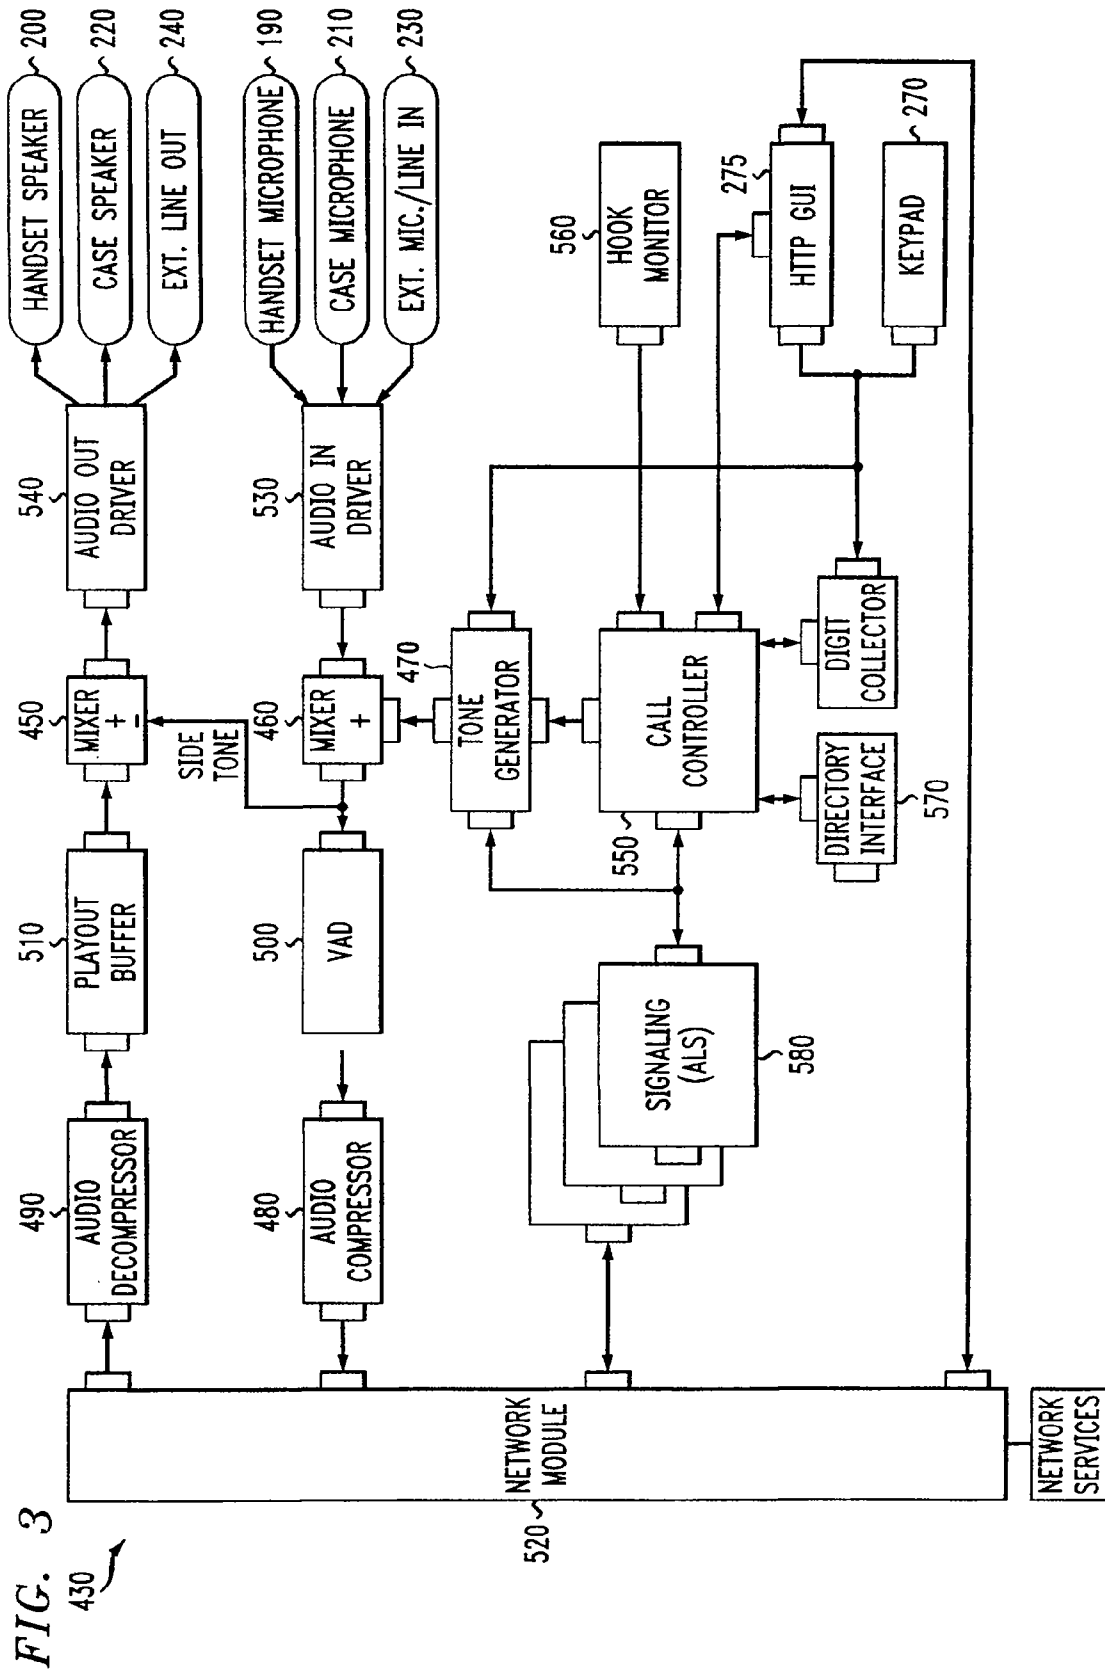 FIG. 3
430
NETWORK
MODULE
520
NETWORK
SERVICES
490
AUDIO
DECOMPRESSOR
510
PLAYOUT
BUFFER
450
MIXER
+
-
540
AUDIO OUT
DRIVER
HANDSET SPEAKER
200
CASE SPEAKER
220
EXT. LINE OUT
240
SIDE
TONE
480
AUDIO
COMPRESSOR
500
VAD
460
MIXER
+
530
AUDIO IN
DRIVER
HANDSET MICROPHONE
190
CASE MICROPHONE
210
EXT. MIC./LINE IN
230
470
TONE
GENERATOR
SIGNALING
(ALS)
580
550
CALL
CONTROLLER
560
HOOK
MONITOR
275
HTTP GUI
KEYPAD
270
DIRECTORY
INTERFACE
570
DIGIT
COLLECTOR